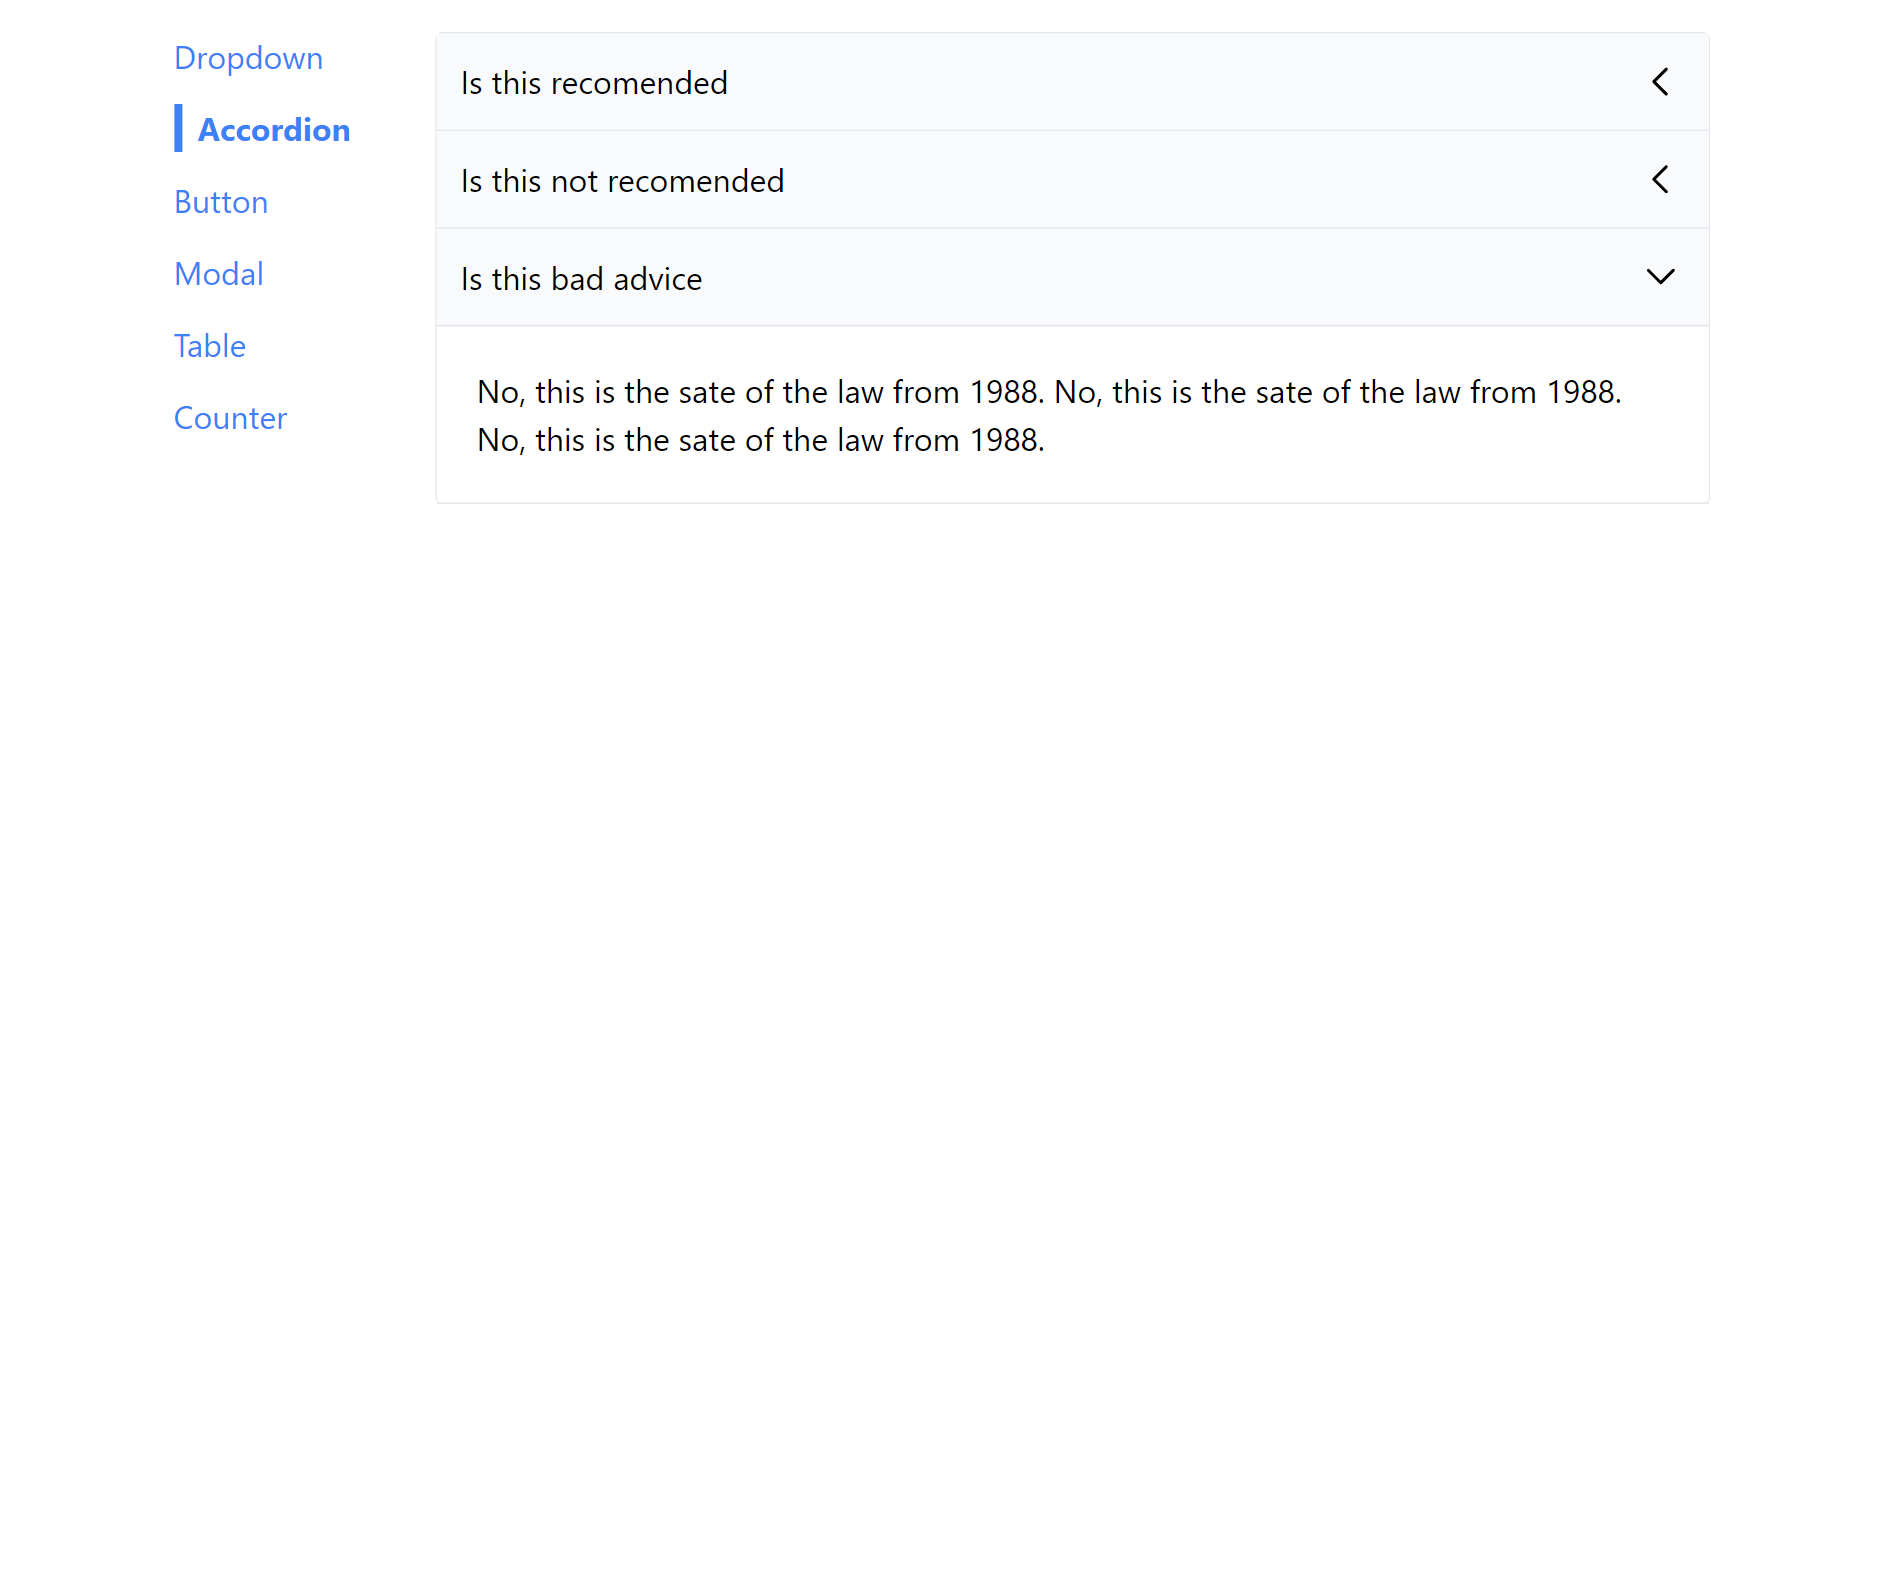 Dropdown
Accordion
Button
Modal
Table
Counter
Is this recomended
Is this not recomended
Is this bad advice
No, this is the sate of the law from 1988. No, this is the sate of the law from 1988.
No, this is the sate of the law from 1988.